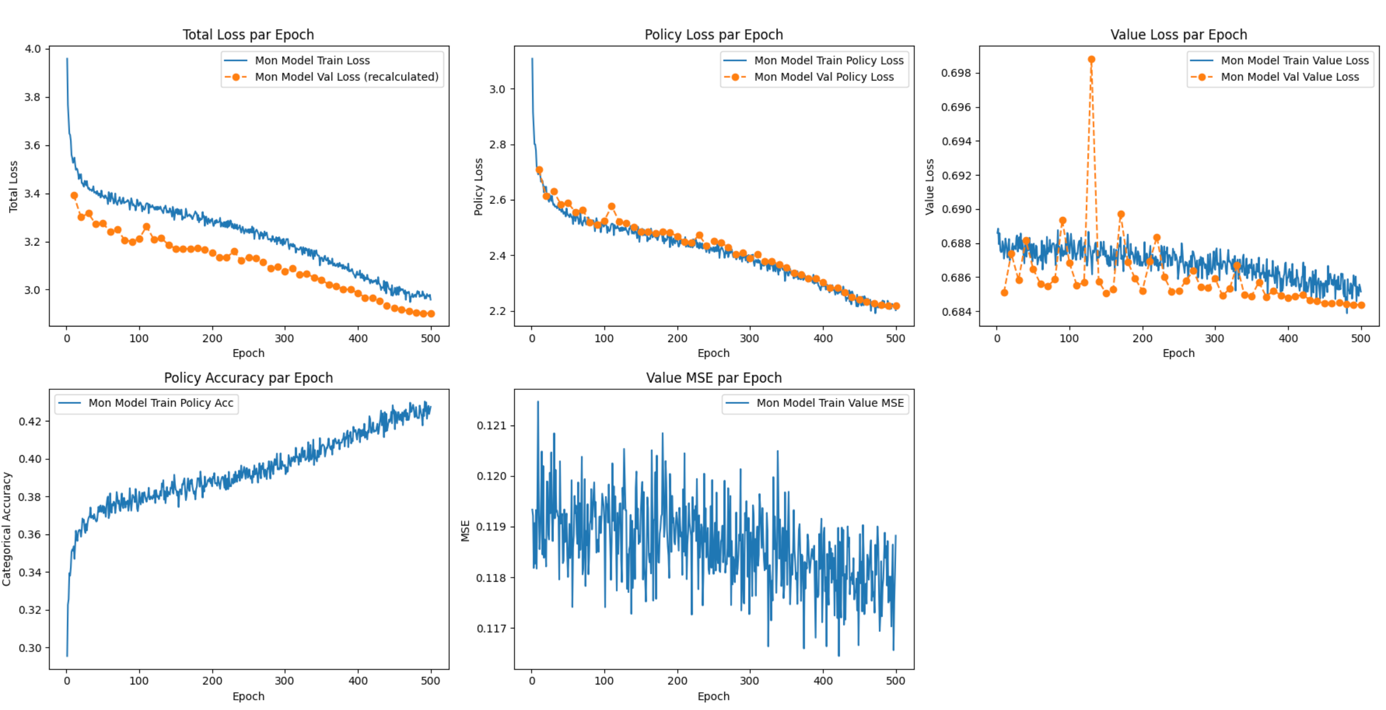 Total Loss par Epoch
Mon Model Train Loss
Mon Model Val Loss (recalculated)
4.0
3.8
3.6
3.4
3.2
3.0
Total Loss
0
100
200
300
400
500
Epoch
Policy Loss par Epoch
Mon Model Train Policy Loss
Mon Model Val Policy Loss
3.0
2.8
2.6
2.4
2.2
Policy Loss
0
100
200
300
400
500
Epoch
Value Loss par Epoch
Mon Model Train Value Loss
Mon Model Val Value Loss
0.698
0.696
0.694
0.692
0.690
0.688
0.686
0.684
Value Loss
0
100
200
300
400
500
Epoch
Policy Accuracy par Epoch
Mon Model Train Policy Acc
0.42
0.40
0.38
0.36
0.34
0.32
0.30
Categorical Accuracy
0
100
200
300
400
500
Epoch
Value MSE par Epoch
Mon Model Train Value MSE
0.121
0.120
0.119
0.118
0.117
MSE
0
100
200
300
400
500
Epoch